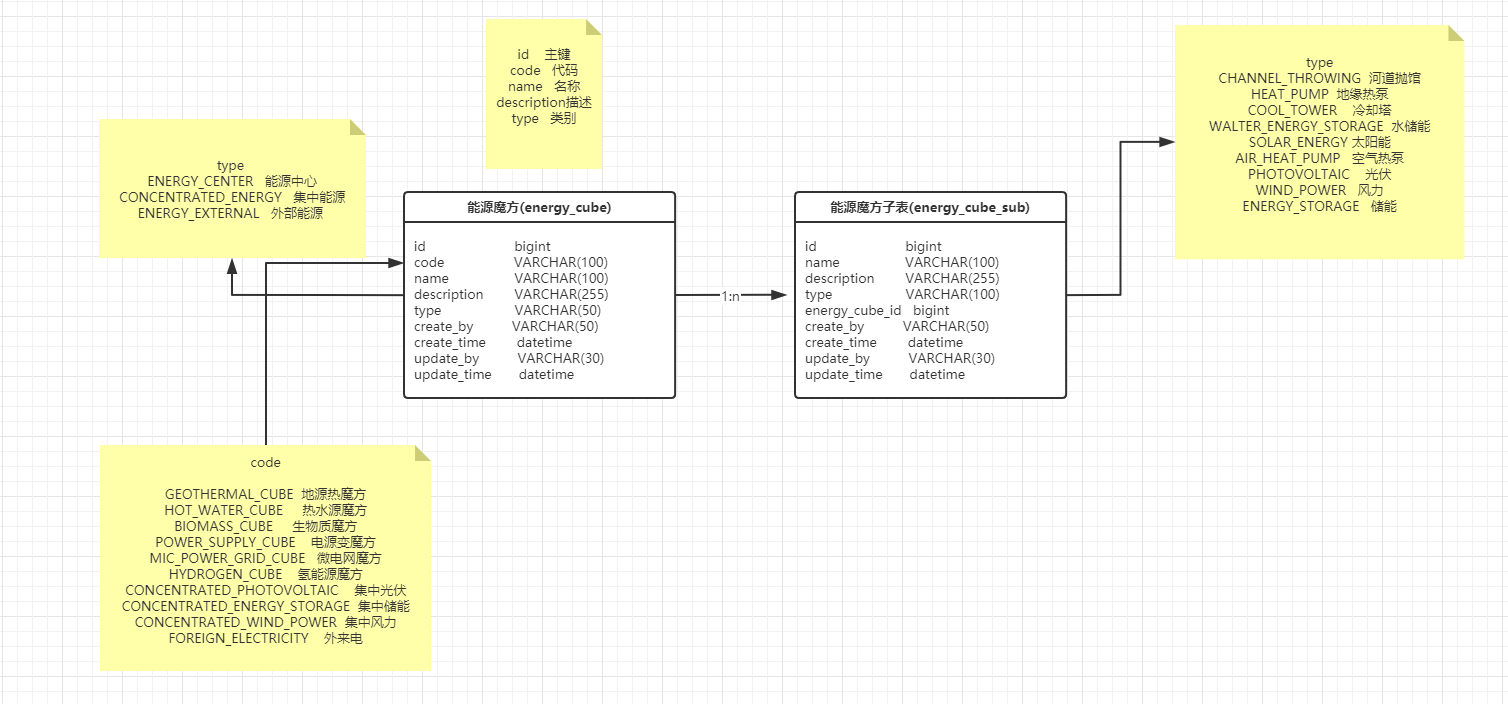 id 主键
code 代码
name 名称
description描述
type 类别
type
CHANNEL_THROWING 河道抛馆
HEAT_PUMP 地缘热泵
COOL_TOWER 冷却塔
WALTER_ENERGY_STORAGE 水储能
SOLAR_ENERGY 太阳能
AIR_HEAT_PUMP 空气热泵
PHOTOVOLTAIC 光伏
WIND_POWER 风力
ENERGY_STORAGE 储能
type
ENERGY_CENTER 能源中心
CONCENTRATED_ENERGY 集中能源
ENERGY_EXTERNAL 外部能源
能源魔方(energy_cube)
id bigint
code VARCHAR(100)
name VARCHAR(100)
description VARCHAR(255)
type VARCHAR(50)
create_by VARCHAR(50)
create_time datetime
update_by VARCHAR(30)
update_time datetime
1:n
能源魔方子表(energy_cube_sub)
id bigint
name VARCHAR(100)
description VARCHAR(255)
type VARCHAR(100)
energy_cube_id bigint
create_by VARCHAR(50)
create_time datetime
update_by VARCHAR(30)
update_time datetime
code
GEOTHERMAL_CUBE 地源热魔方
HOT_WATER_CUBE 热水源魔方
BIOMASS_CUBE 生物质魔方
POWER_SUPPLY_CUBE 电源变魔方
MIC_POWER_GRID_CUBE 微电网魔方
HYDROGEN_CUBE 氢能源魔方
CONCENTRATED_PHOTOVOLTAIC 集中光伏
CONCENTRATED_ENERGY_STORAGE 集中储能
CONCENTRATED_WIND_POWER 集中风力
FOREIGN_ELECTRICITY 外来电